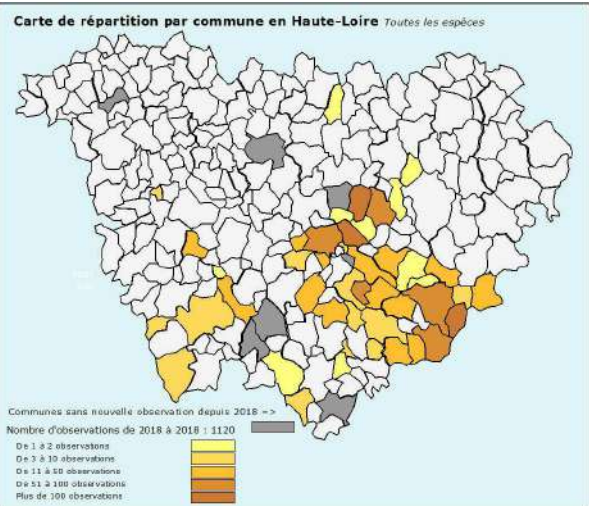 Carte de répartition par commune en Haute-Loire Toutes les espèces
Communes sans nouvelle observation depuis 2018 =>
Nombre d'observations de 2018 à 2018 : 1120
De 1 à 2 observations
De 3 à 10 observations
De 11 à 50 observations
De 51 à 100 observations
Plus de 100 observations